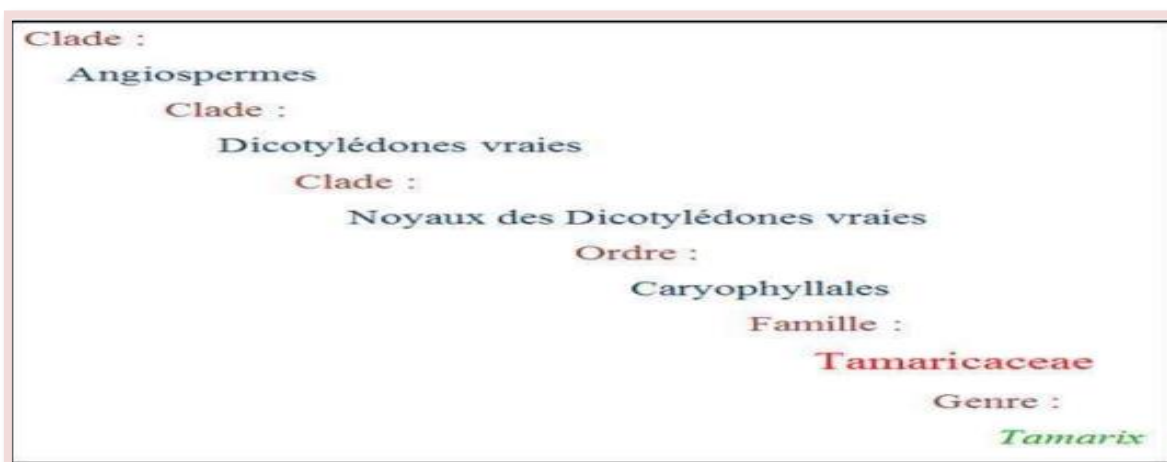 Clade :
Angiospermes
Clade :
Dicotylédones vraies
Clade :
Noyaux des Dicotylédones vraies
Ordre :
Caryophyllales
Famille :
Tamaricaceae
Genre :
Tamarix